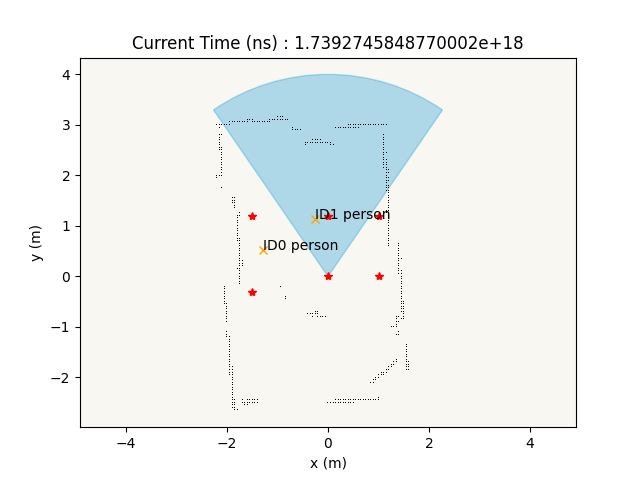 Current Time (ns) : 1.7392745848770002e+18
4
3
2
1
0
−1
−2
y (m)
ID1 person
ID0 person
−4
−2
0
2
4
x (m)